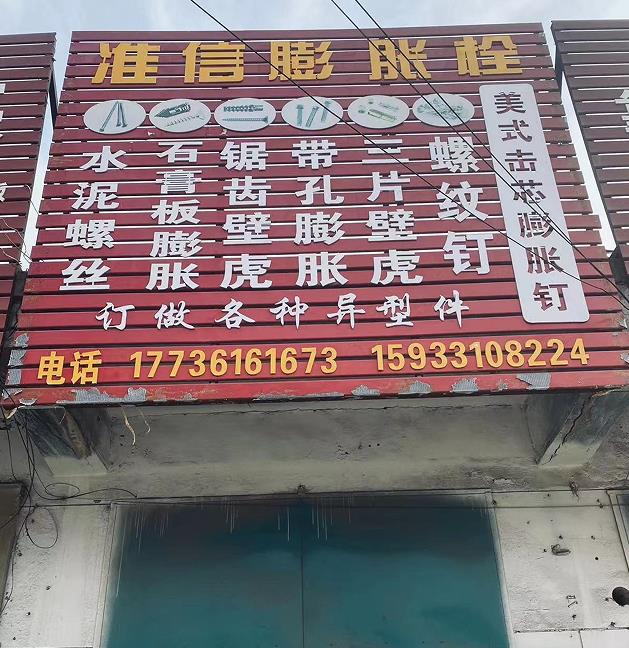 准信膨胀栓
水泥螺丝
石膏板膨胀
锯齿壁虎
带孔膨胀
三片壁虎
螺纹钉
美式击芯膨胀钉
订做各种异型件
电话 17736161673 15933108224